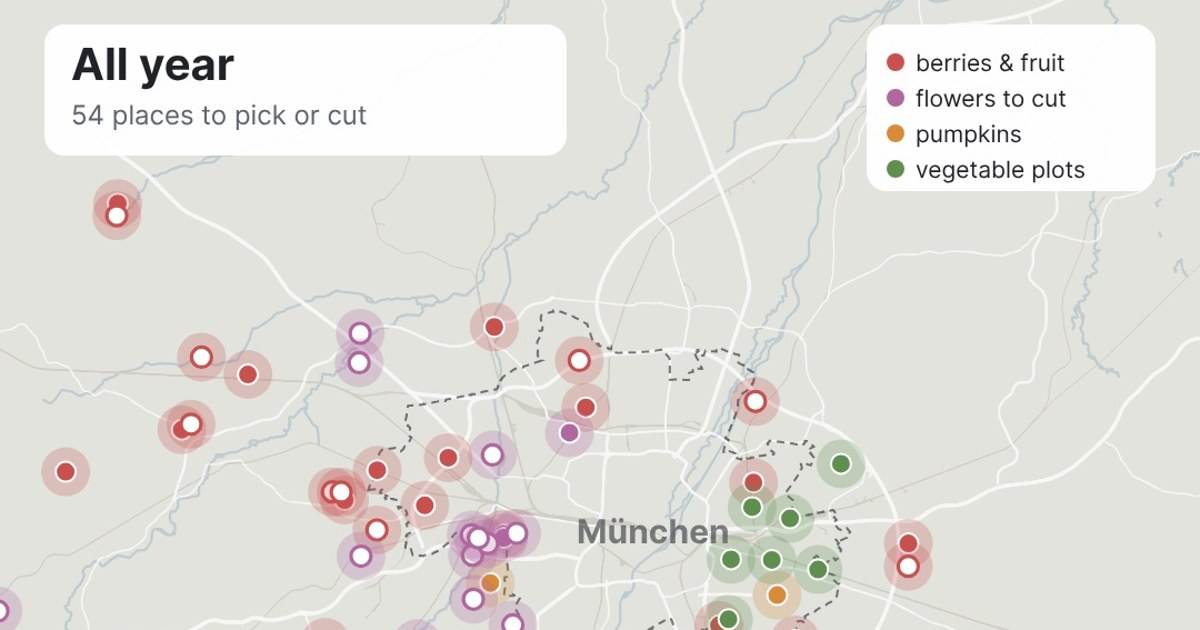 All year
54 places to pick or cut
berries & fruit
flowers to cut
pumpkins
vegetable plots
München